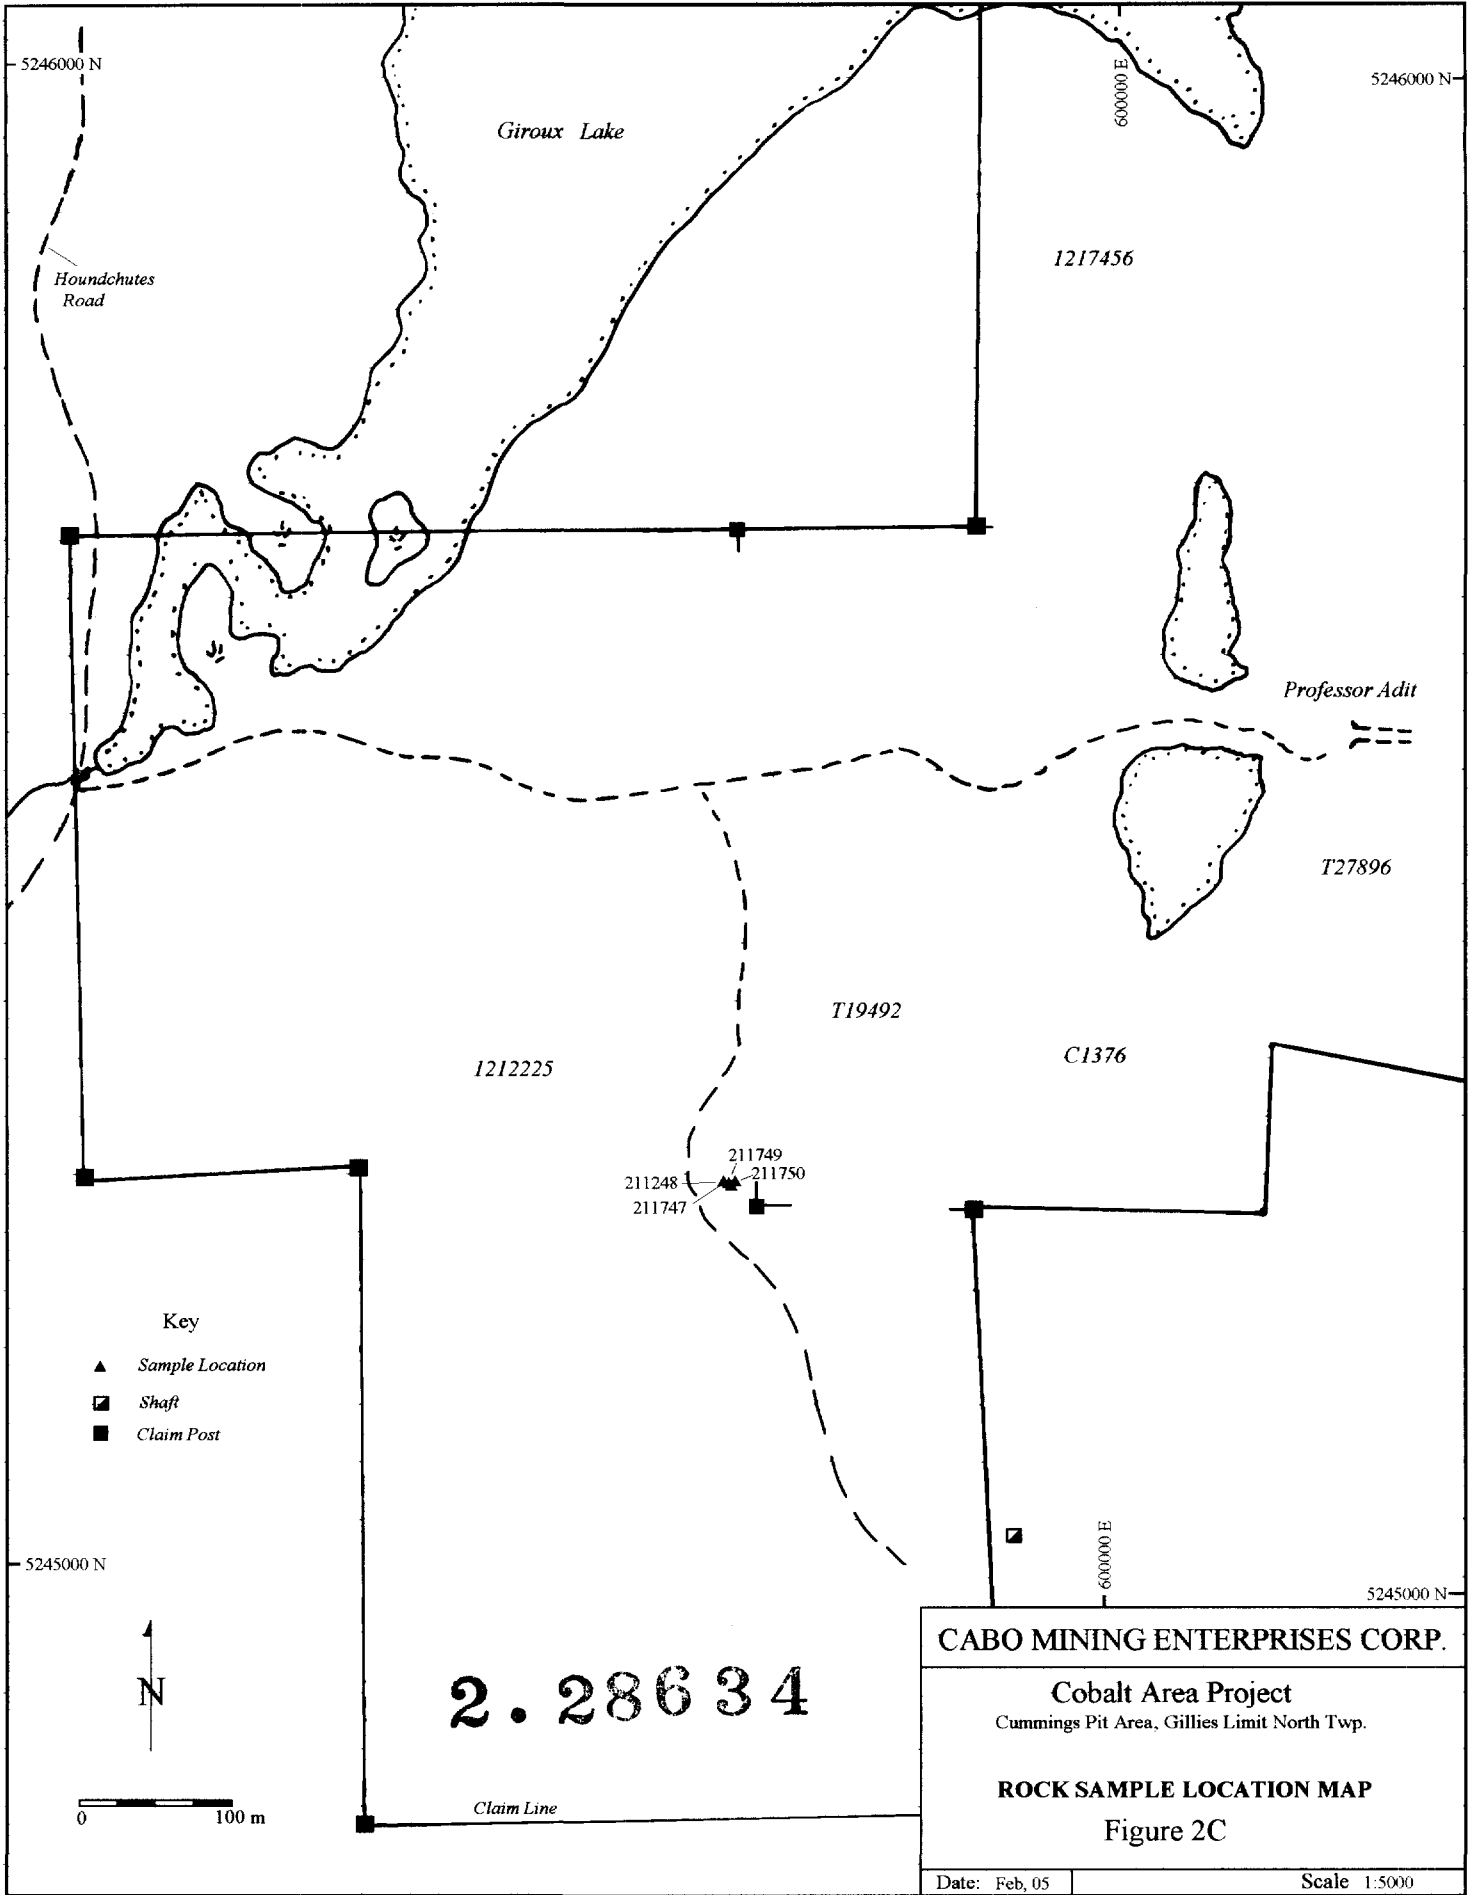 5246000 N
600000 E
5246000 N
Giroux Lake
1217456
Houndchutes
Road
Professor Adit
T27896
T19492
C1376
1212225
211749
211248
211750
211747
Key
Sample Location
Shaft
Claim Post
5245000 N
600000 E
5245000 N
N
2.28634
0 100 m
Claim Line
CABO MINING ENTERPRISES CORP.
Cobalt Area Project
Cummings Pit Area, Gillies Limit North Twp.
ROCK SAMPLE LOCATION MAP
Figure 2C
Date: Feb, 05
Scale 1:5000